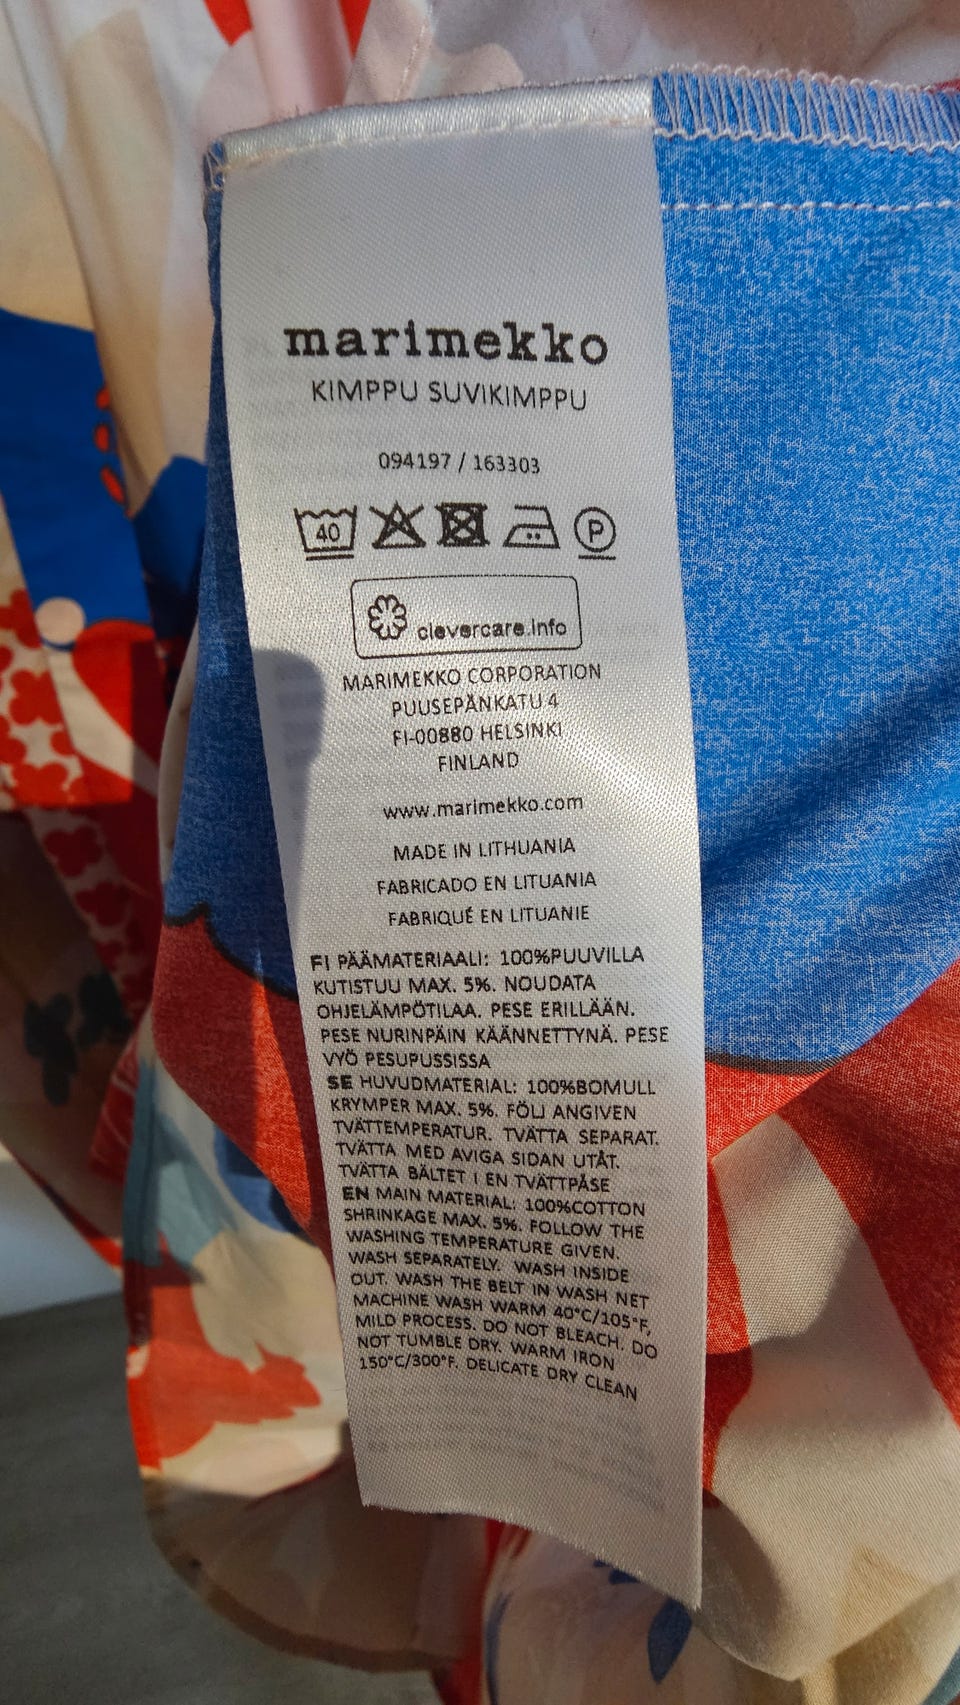 marimekko
KIMPPU SUVIKIMPPU
094197 / 163303
40 P
clevercare.info
MARIMEKKO CORPORATION
PUUSEPÄNKATU 4
FI-00880 HELSINKI
FINLAND
www.marimekko.com
MADE IN LITHUANIA
FABRICADO EN LITUANIA
FABRIQUÉ EN LITUANIE
FI PÄÄMATERIAALI: 100%PUUVILLA
KUTISTUU MAX. 5%. NOUDATA
OHJELÄMPÖTILAA. PESE ERILLÄÄN.
PESE NURINPÄIN KÄÄNNETTYNÄ. PESE
VYÖ PESUPUSSISSA
SE HUVUDMATERIAL: 100%BOMULL
KRYMPER MAX. 5%. FÖLJ ANGIVEN
TVÄTTEMPERATUR. TVÄTTA SEPARAT.
TVÄTTA MED AVIGA SIDAN UTÅT.
TVÄTTA BÄLTET I EN TVÄTTPÅSE
EN MAIN MATERIAL: 100%COTTON
SHRINKAGE MAX. 5%. FOLLOW THE
WASHING TEMPERATURE GIVEN.
WASH SEPARATELY. WASH INSIDE
OUT. WASH THE BELT IN WASH NET
MACHINE WASH WARM 40°C/105°F,
MILD PROCESS. DO NOT BLEACH. DO
NOT TUMBLE DRY. WARM IRON
150°C/300°F. DELICATE DRY CLEAN